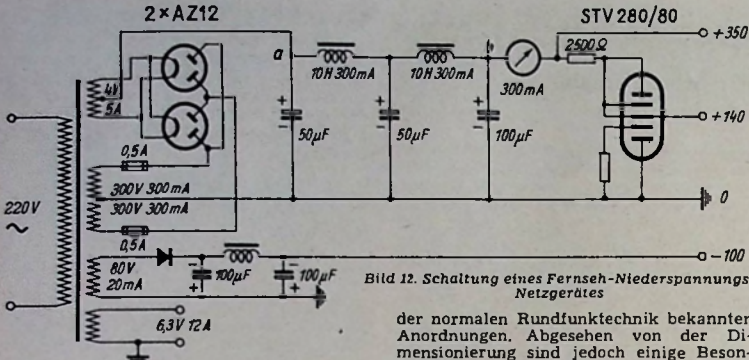 2×AZ12
STV 280/80
+350
a
b
2500Ω
4V
5A
10H 300mA
10H 300mA
300mA
+140
+
−
50µF
+
−
50µF
+
−
100µF
0,5A
300V 300mA
300V 300mA
0
220V
~
0,5A
80V
20mA
−
+
100µF
−
+
100µF
−100
6,3V 12A
Bild 12. Schaltung eines Fernseh-Niederspannungs-
Netzgerätes
der normalen Rundfunktechnik bekannten
Anordnungen. Abgesehen von der Di-
mensionierung sind jedoch einige Beson-